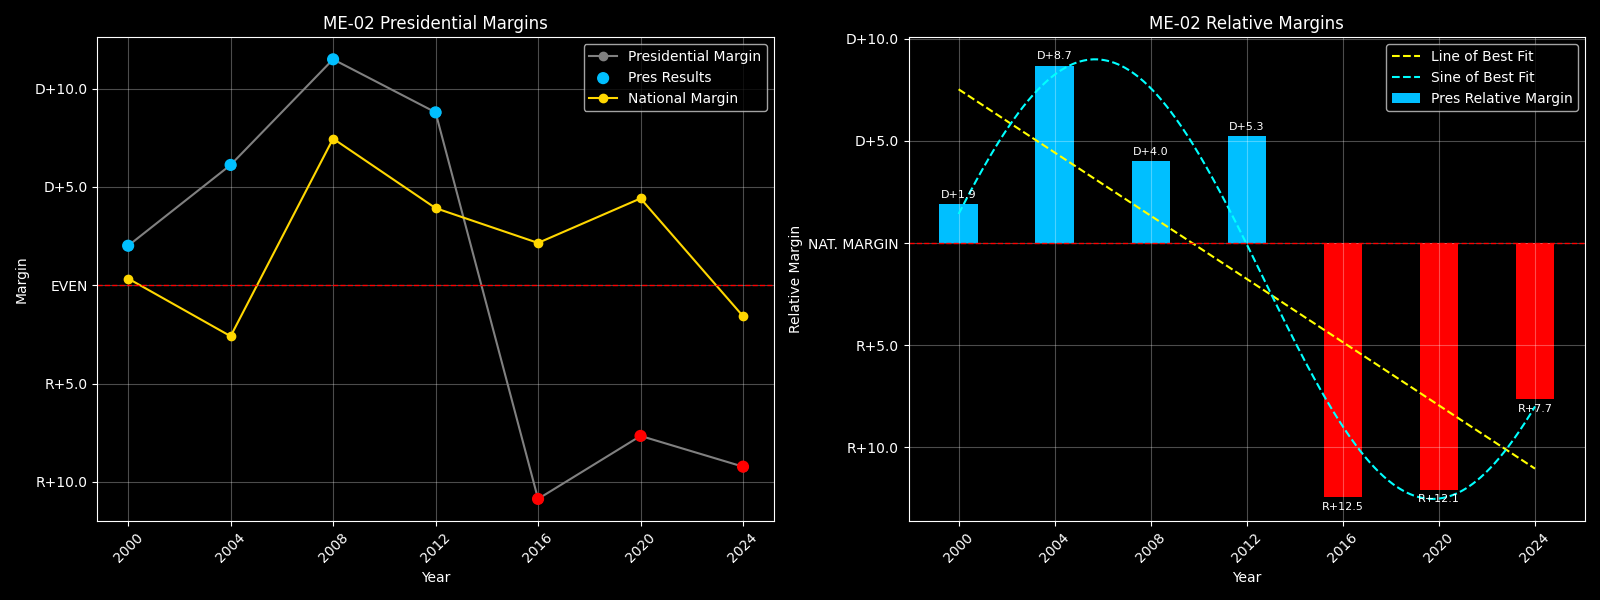 ME-02 Presidential Margins
Presidential Margin
Pres Results
National Margin
D+10.0
D+5.0
EVEN
R+5.0
R+10.0
Margin
2000
2004
2008
2012
2016
2020
2024
Year
ME-02 Relative Margins
Line of Best Fit
Sine of Best Fit
Pres Relative Margin
D+10.0
D+5.0
NAT. MARGIN
R+5.0
R+10.0
Relative Margin
D+1.9
D+8.7
D+4.0
D+5.3
R+12.5
R+12.1
R+7.7
2000
2004
2008
2012
2016
2020
2024
Year